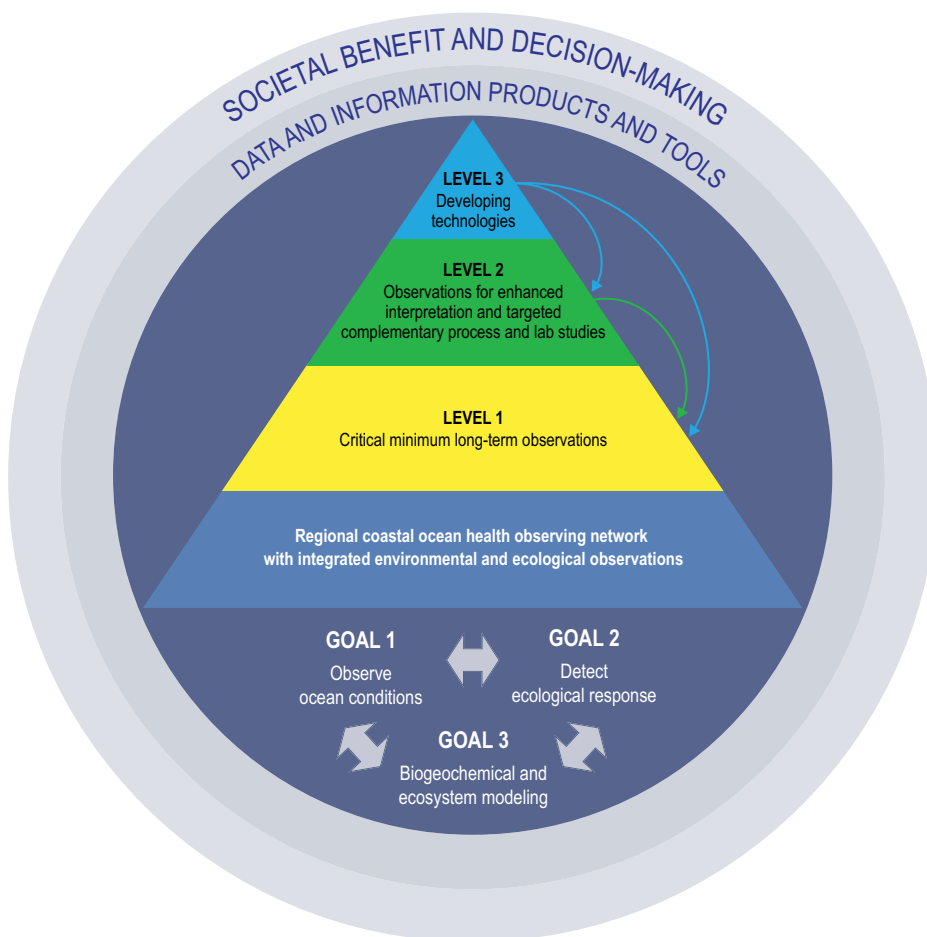 SOCIETAL BENEFIT AND DECISION-MAKING
DATA AND INFORMATION PRODUCTS AND TOOLS
LEVEL 3
Developing
technologies
LEVEL 2
Observations for enhanced
interpretation and targeted
complementary process and lab studies
LEVEL 1
Critical minimum long-term observations
Regional coastal ocean health observing network
with integrated environmental and ecological observations
GOAL 1
Observe
ocean conditions
GOAL 2
Detect
ecological response
GOAL 3
Biogeochemical and
ecosystem modeling